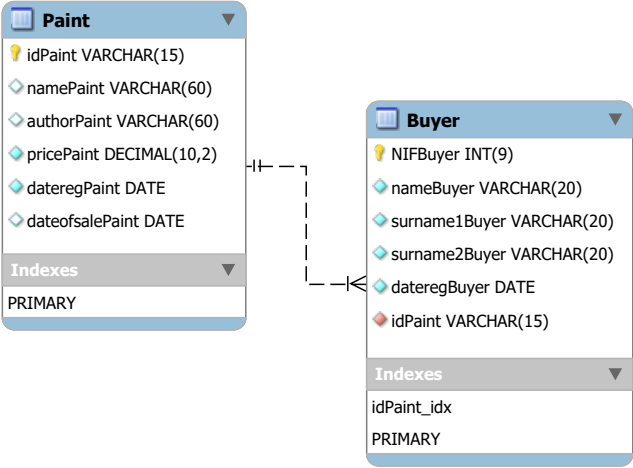 Paint
idPaint VARCHAR(15)
namePaint VARCHAR(60)
authorPaint VARCHAR(60)
pricePaint DECIMAL(10,2)
dateregPaint DATE
dateofsalePaint DATE
Indexes
PRIMARY
Buyer
NIFBuyer INT(9)
nameBuyer VARCHAR(20)
surname1Buyer VARCHAR(20)
surname2Buyer VARCHAR(20)
dateregBuyer DATE
idPaint VARCHAR(15)
Indexes
idPaint_idx
PRIMARY